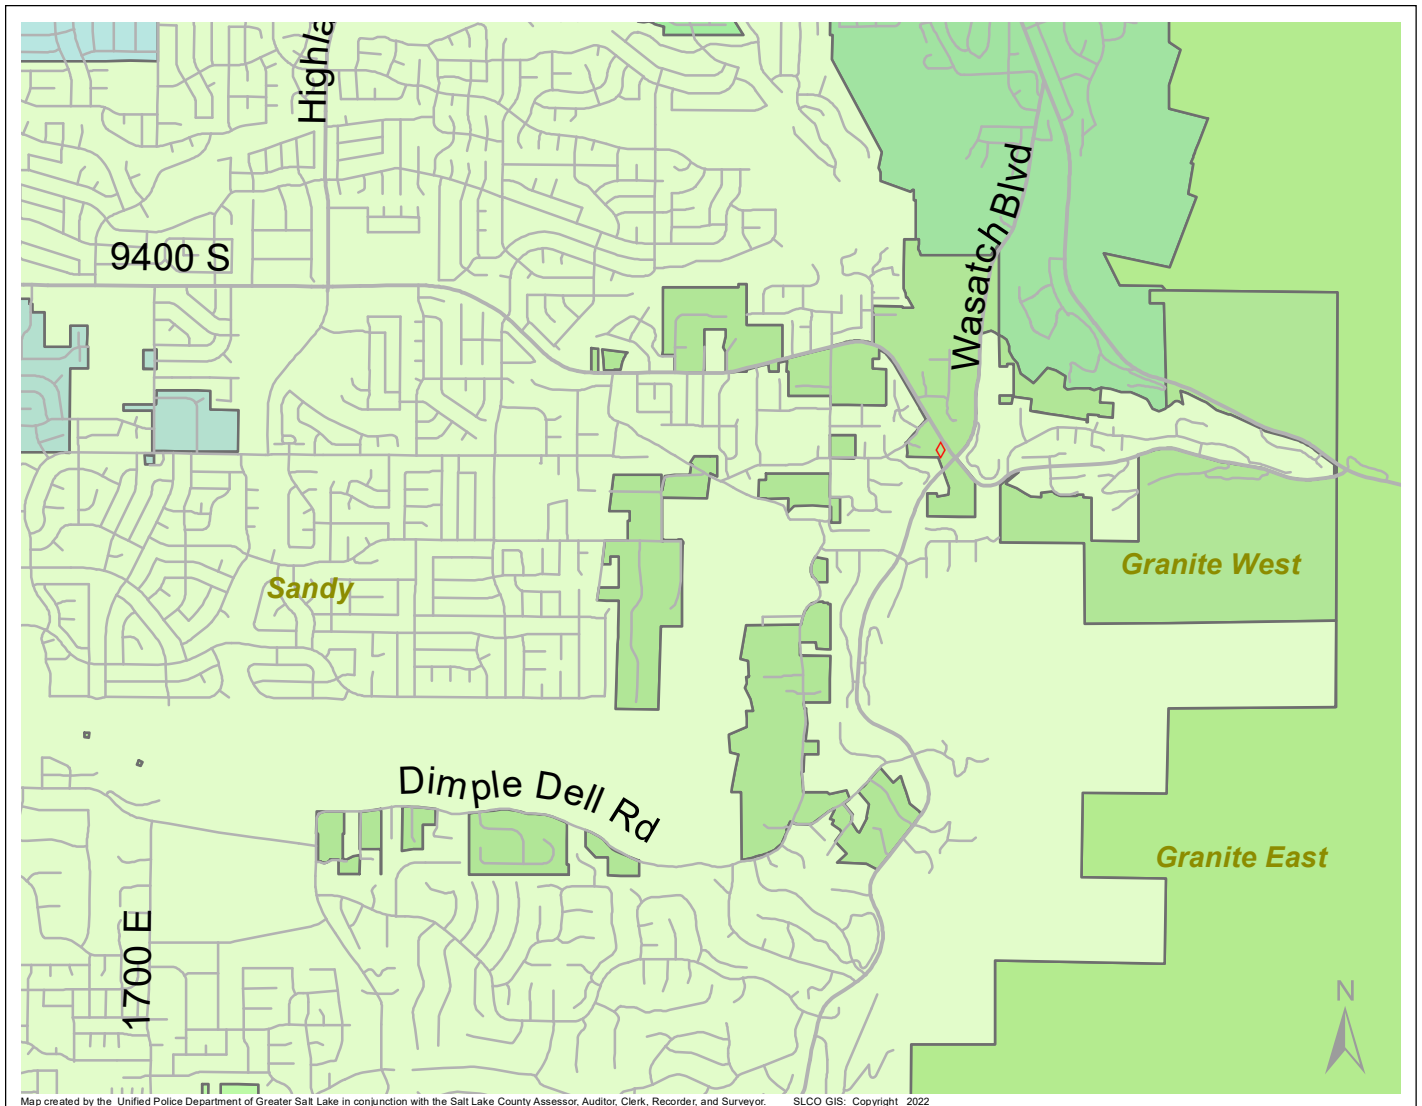 Highla
Wasatch Blvd
9400 S
Granite West
Sandy
Dimple Dell Rd
Granite East
1700 E
N
Map created by the Unified Police Department of Greater Salt Lake in conjunction with the Salt Lake County Assessor, Auditor, Clerk, Recorder, and Surveyor. SLCO GIS: Copyright 2022